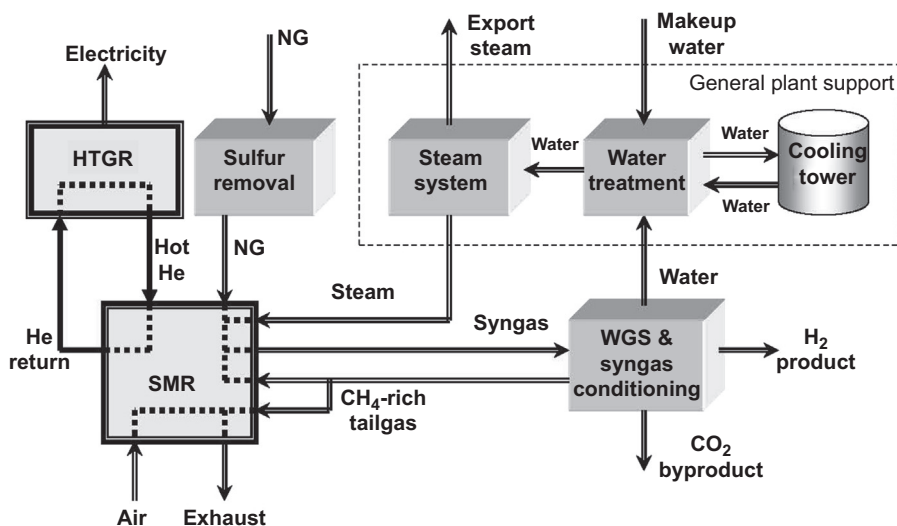 Electricity
NG
Export
steam
Makeup
water
General plant support
HTGR
Sulfur
removal
Steam
system
Water
Water
treatment
Water
Water
Cooling
tower
Hot
He
NG
Steam
Water
He
return
SMR
Syngas
CH4-rich
tailgas
WGS &
syngas
conditioning
H2
product
CO2
byproduct
Air
Exhaust